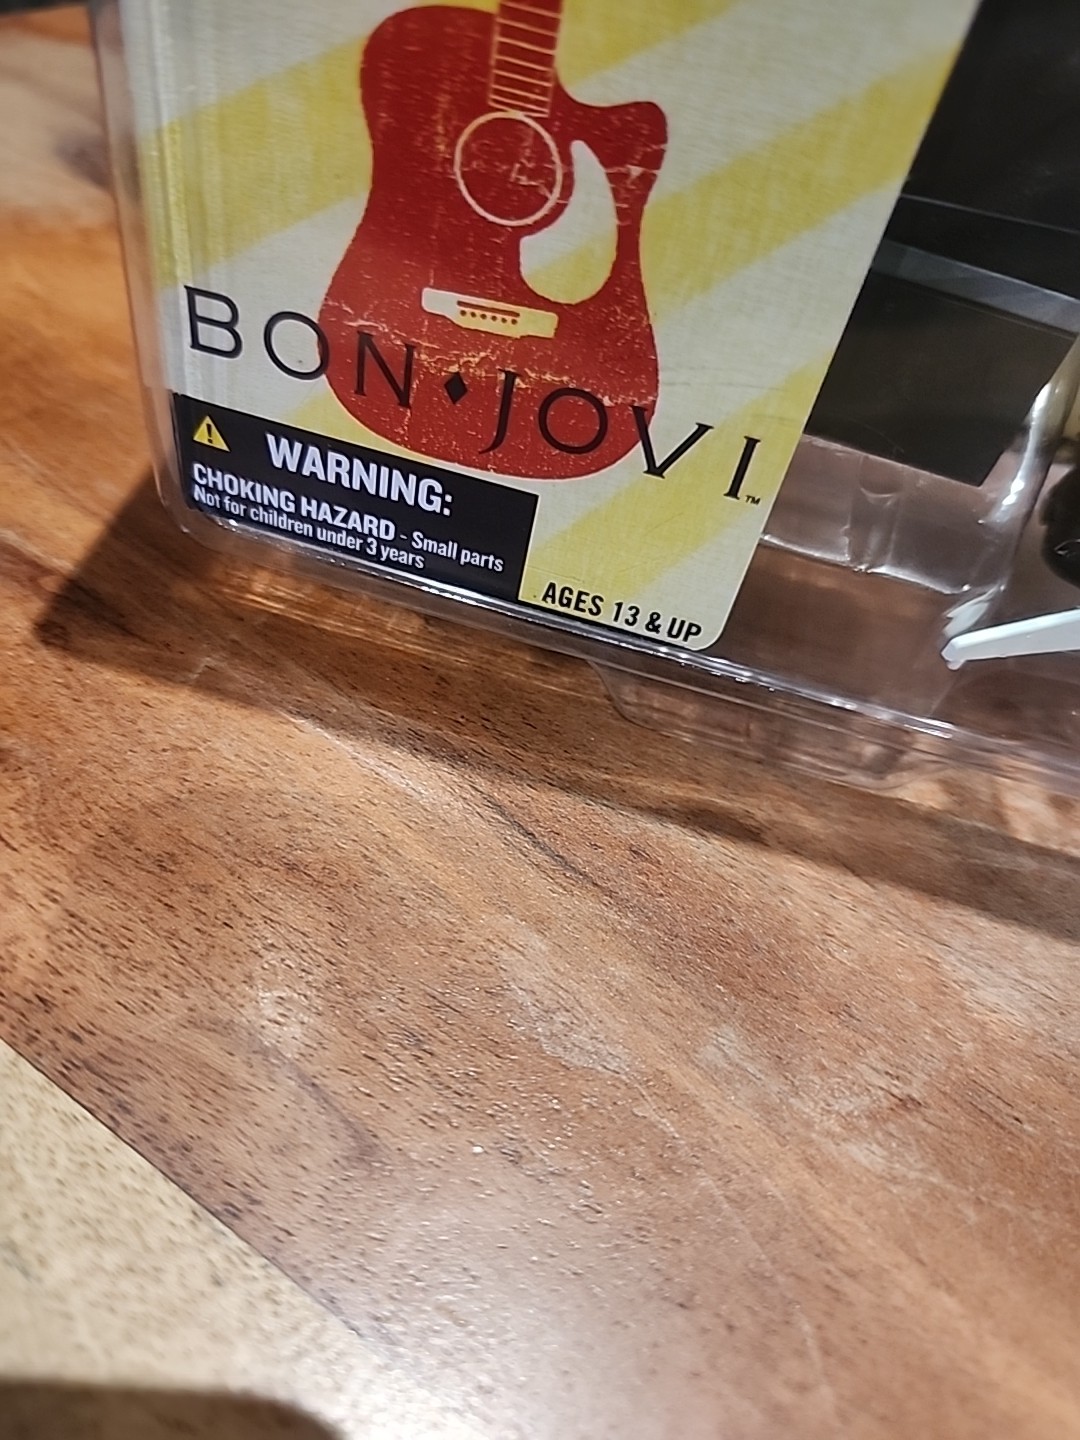 BON♦JOVI™
WARNING:
CHOKING HAZARD - Small parts
Not for children under 3 years
AGES 13 & UP